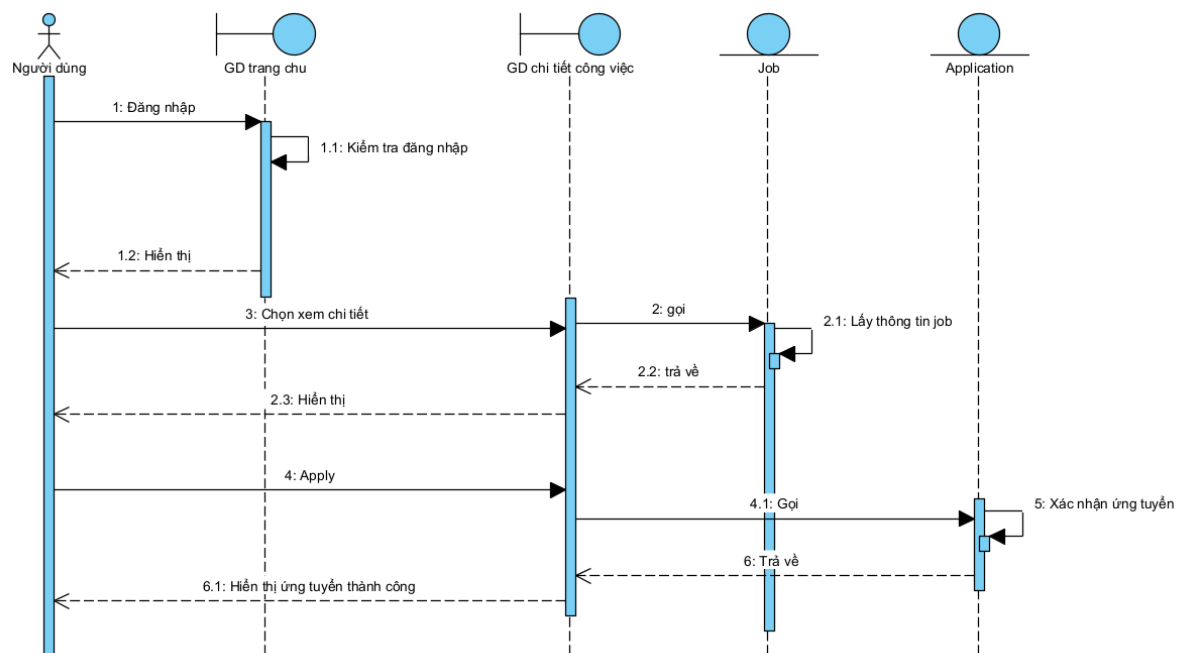 Người dùng
GD trang chu
GD chi tiết công việc
Job
Application
1: Đăng nhập
1.1: Kiểm tra đăng nhập
1.2: Hiển thị
3: Chọn xem chi tiết
2: gọi
2.1: Lấy thông tin job
2.2: trả về
2.3: Hiển thị
4: Apply
4.1: Gọi
5: Xác nhận ứng tuyển
6: Trả về
6.1: Hiển thị ứng tuyển thành công